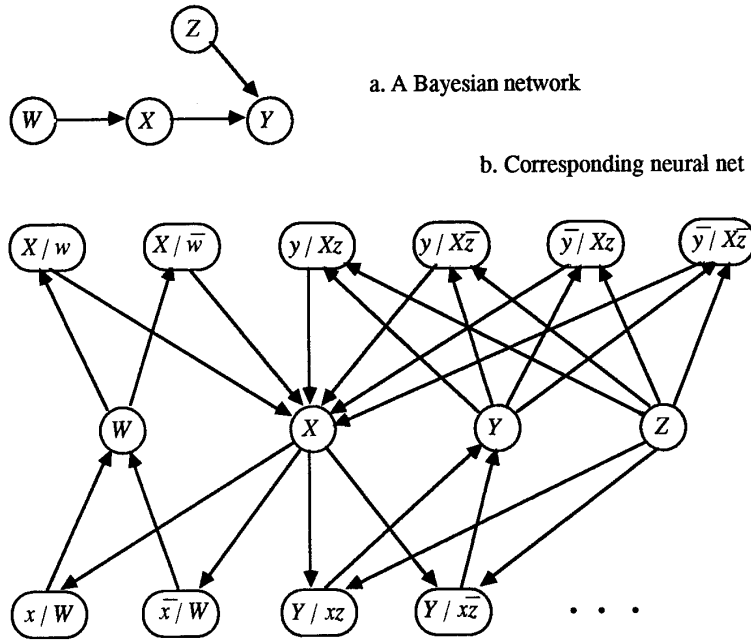 Z
a. A Bayesian network
W X Y
b. Corresponding neural net
X / w X / w̄ y / Xz y / Xz̄ ȳ / Xz ȳ / Xz̄
W X Y Z
x / W x̄ / W Y / xz Y / xz̄ . . .